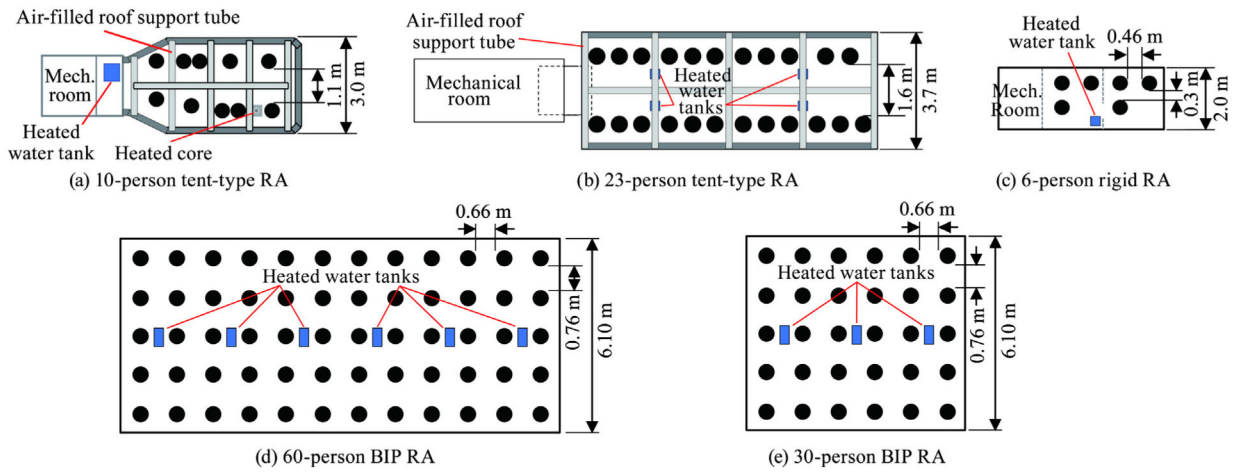 Air-filled roof
support tube
Mech.
room
Heated
water tank
Heated core
1.1 m
3.0 m
(a) 10-person tent-type RA
Air-filled roof
support tube
Mechanical
room
Heated
water
tanks
1.6 m
3.7 m
(b) 23-person tent-type RA
Heated
water tank
0.46 m
Mech.
Room
0.3 m
2.0 m
(c) 6-person rigid RA
0.66 m
Heated water tanks
0.76 m
6.10 m
(d) 60-person BIP RA
0.66 m
Heated water tanks
0.76 m
6.10 m
(e) 30-person BIP RA